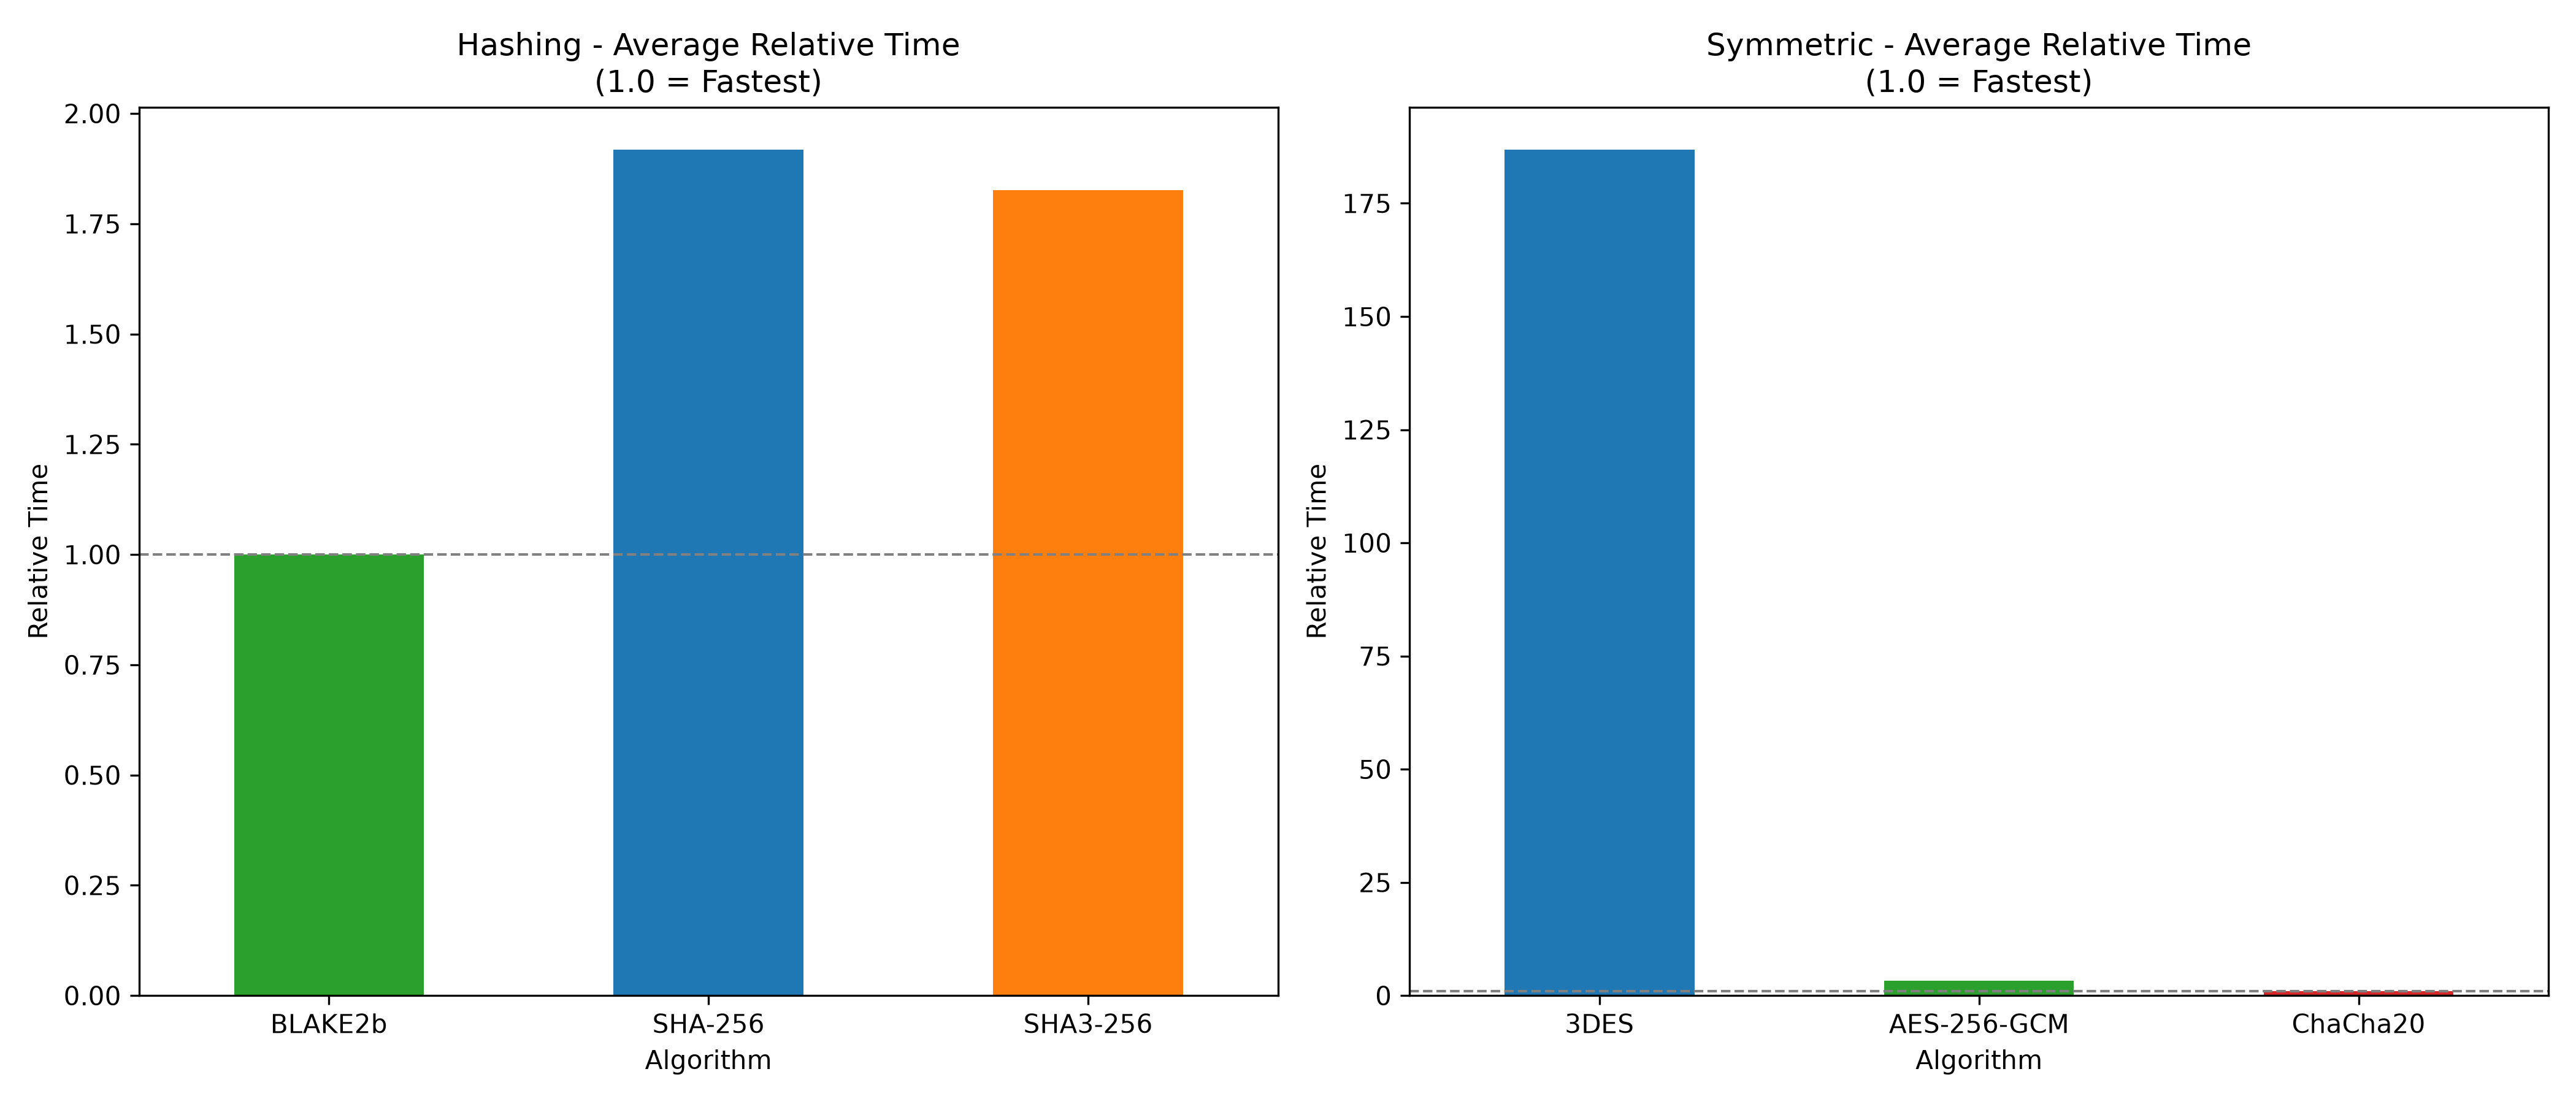 Hashing - Average Relative Time
(1.0 = Fastest)
2.00
1.75
1.50
1.25
1.00
0.75
0.50
0.25
0.00
Relative Time
BLAKE2b
SHA-256
SHA3-256
Algorithm
Symmetric - Average Relative Time
(1.0 = Fastest)
175
150
125
100
75
50
25
0
Relative Time
3DES
AES-256-GCM
ChaCha20
Algorithm